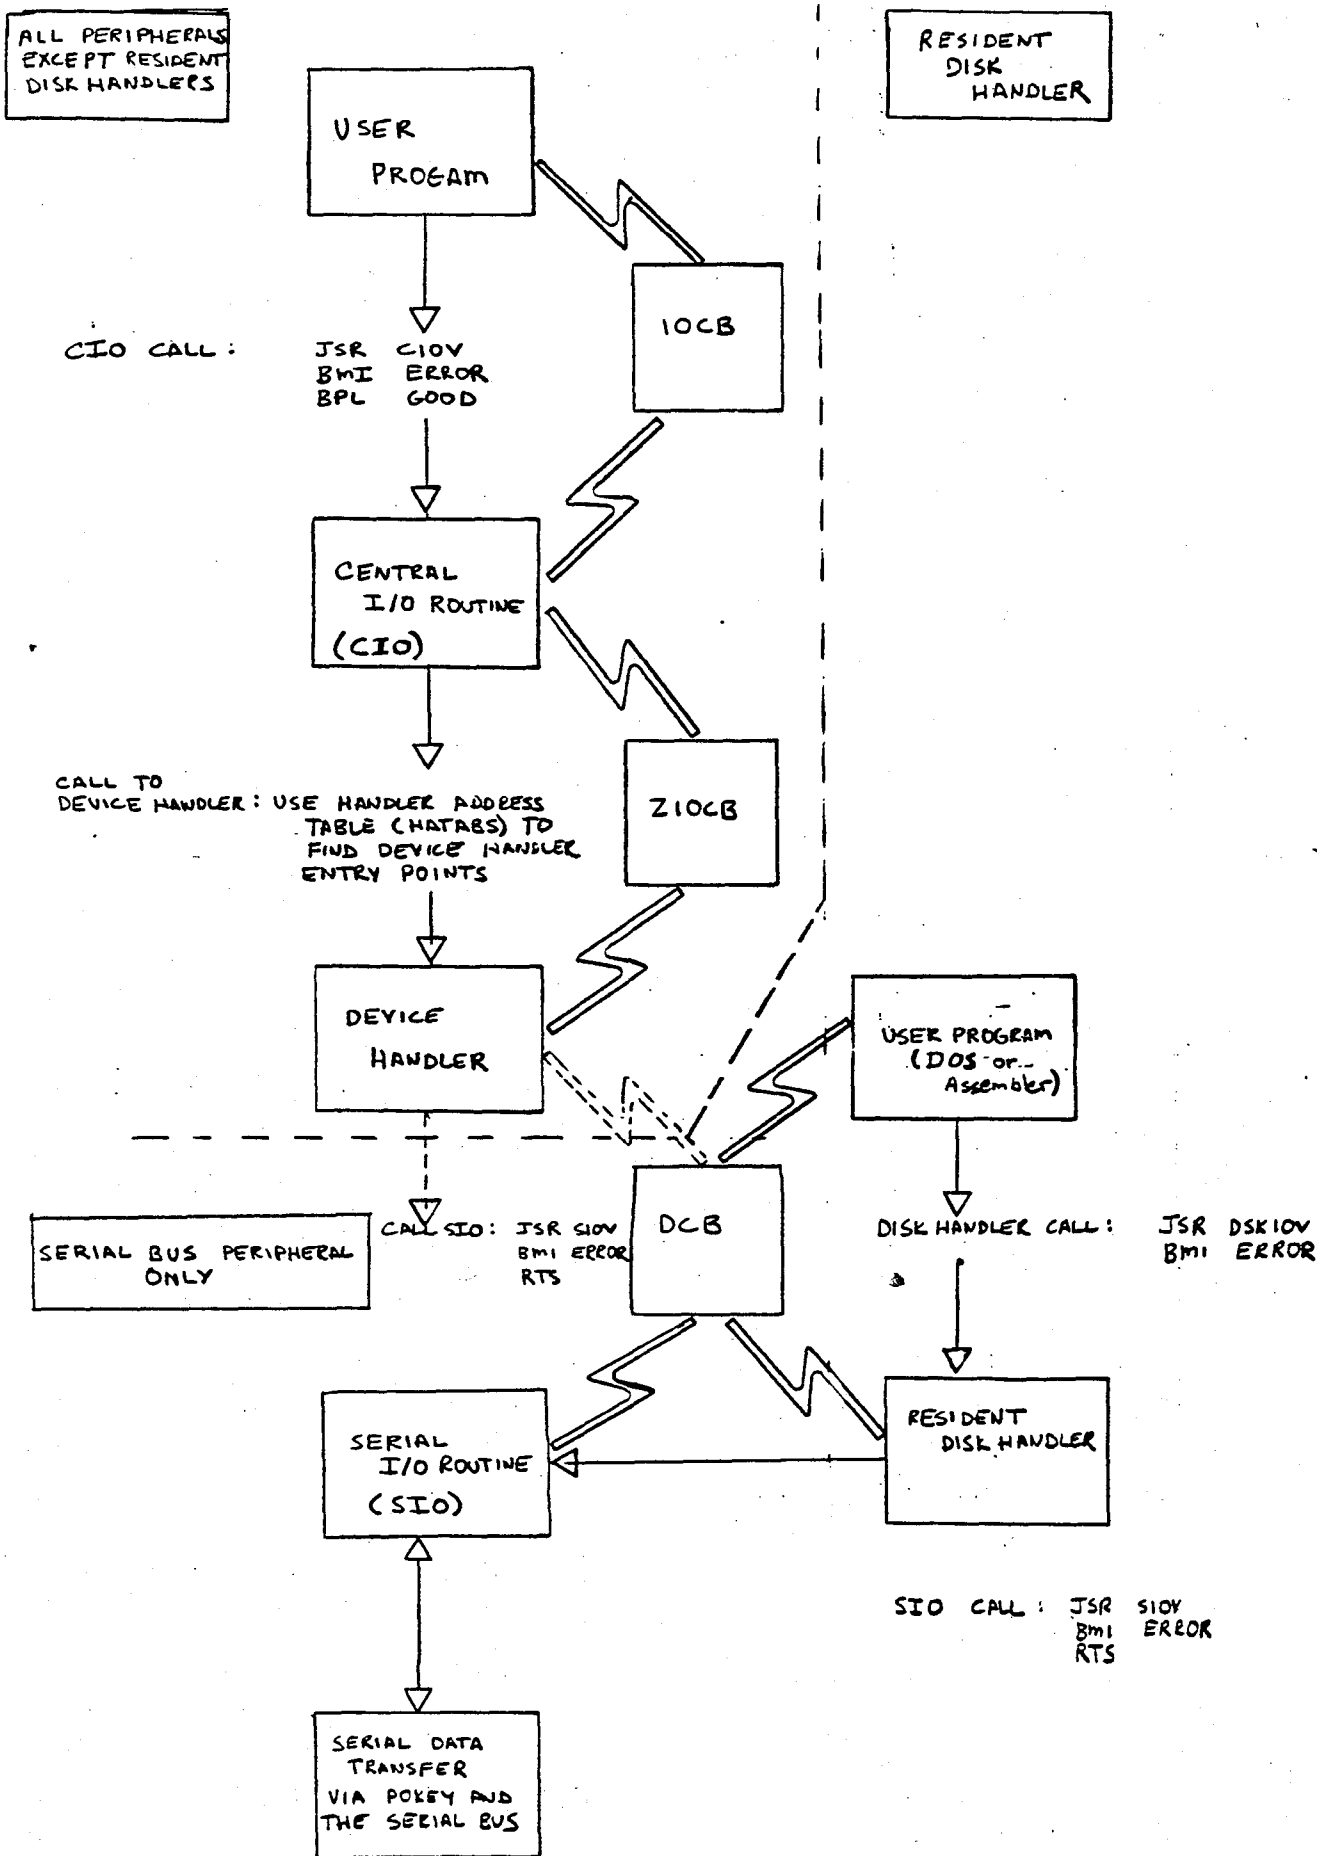 ALL PERIPHERALS
EXCEPT RESIDENT
DISK HANDLERS
RESIDENT
DISK
HANDLER
USER
PROGAM
IOCB
CIO CALL:
JSR CIOV
BMI ERROR
BPL GOOD
CENTRAL
I/O ROUTINE
(CIO)
CALL TO
DEVICE HANDLER: USE HANDLER ADDRESS
TABLE (HATABS) TO
FIND DEVICE HANDLER
ENTRY POINTS
ZIOCB
DEVICE
HANDLER
USER PROGRAM
(DOS or
Assembler)
SERIAL BUS PERIPHERAL
ONLY
CALL SIO: JSR SIOV
BMI ERROR
RTS
DCB
DISK HANDLER CALL: JSR DSKIOV
BMI ERROR
SERIAL
I/O ROUTINE
(SIO)
RESIDENT
DISK HANDLER
SIO CALL: JSR SIOV
BMI ERROR
RTS
SERIAL DATA
TRANSFER
VIA POKEY AND
THE SERIAL BUS